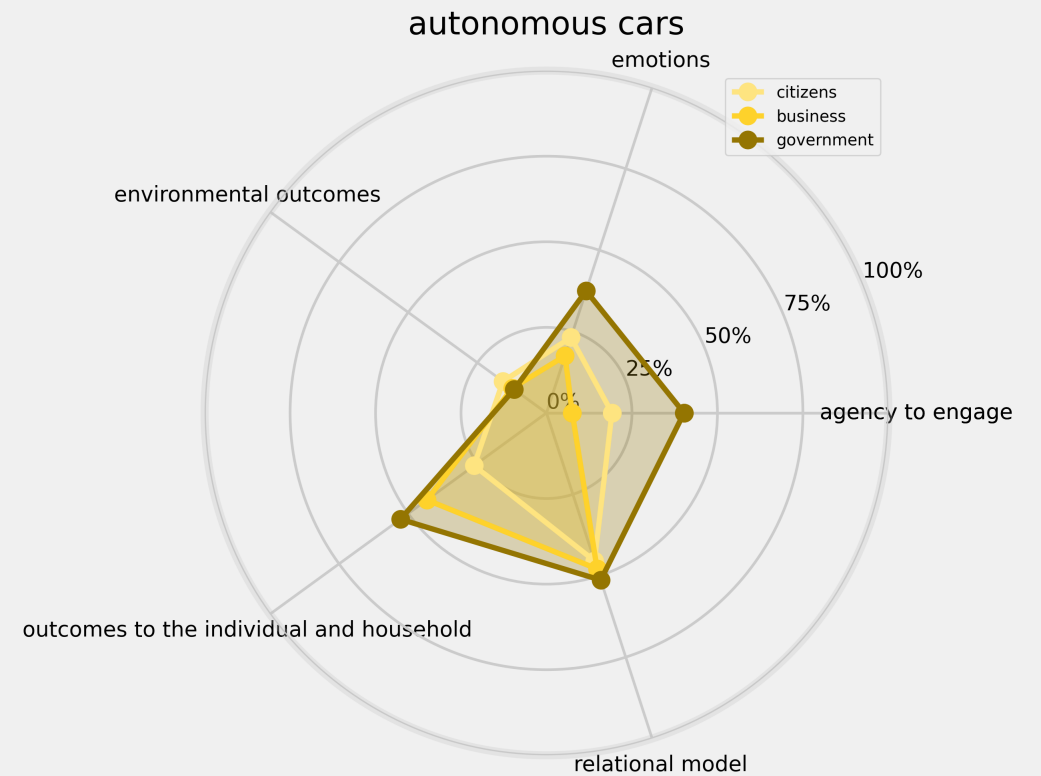 autonomous cars
emotions
citizens
business
government
environmental outcomes
100%
75%
50%
25%
0%
agency to engage
outcomes to the individual and household
relational model